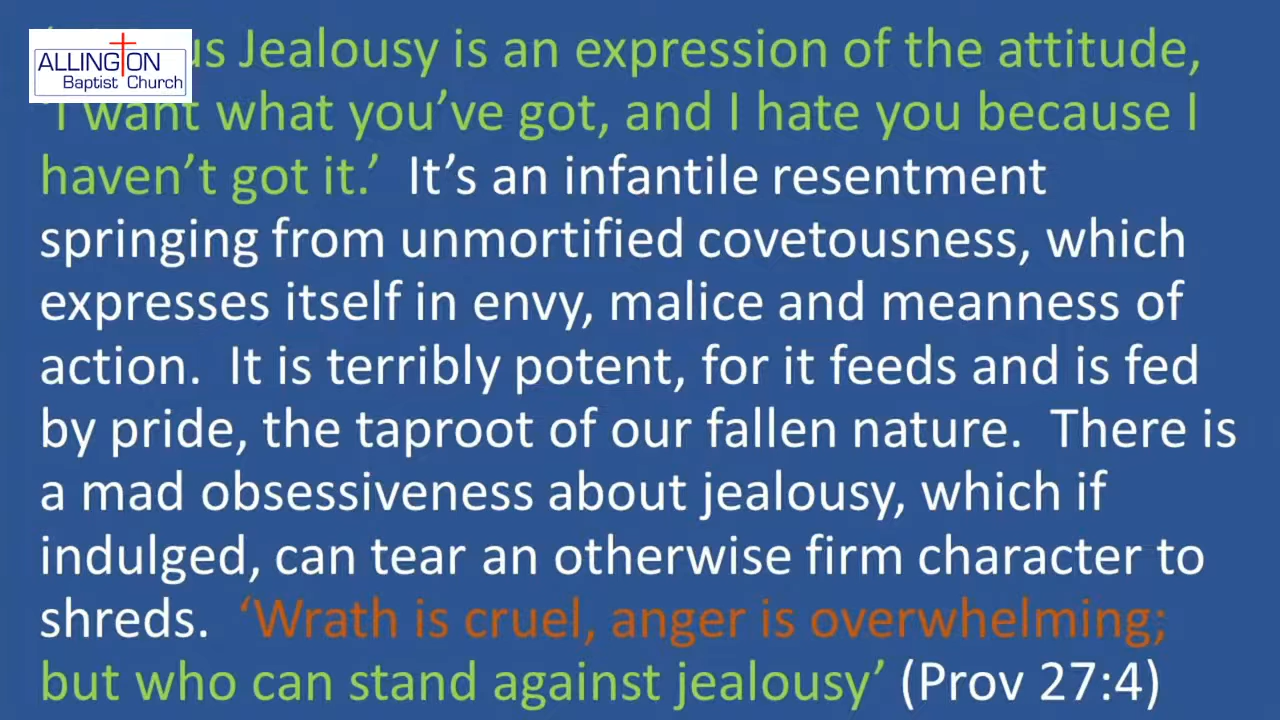 ALLINGTON
Baptist Church
Jealousy is an expression of the attitude,
‘I want what you’ve got, and I hate you because I
haven’t got it.’ It’s an infantile resentment
springing from unmortified covetousness, which
expresses itself in envy, malice and meanness of
action. It is terribly potent, for it feeds and is fed
by pride, the taproot of our fallen nature. There is
a mad obsessiveness about jealousy, which if
indulged, can tear an otherwise firm character to
shreds. ‘Wrath is cruel, anger is overwhelming;
but who can stand against jealousy’ (Prov 27:4)